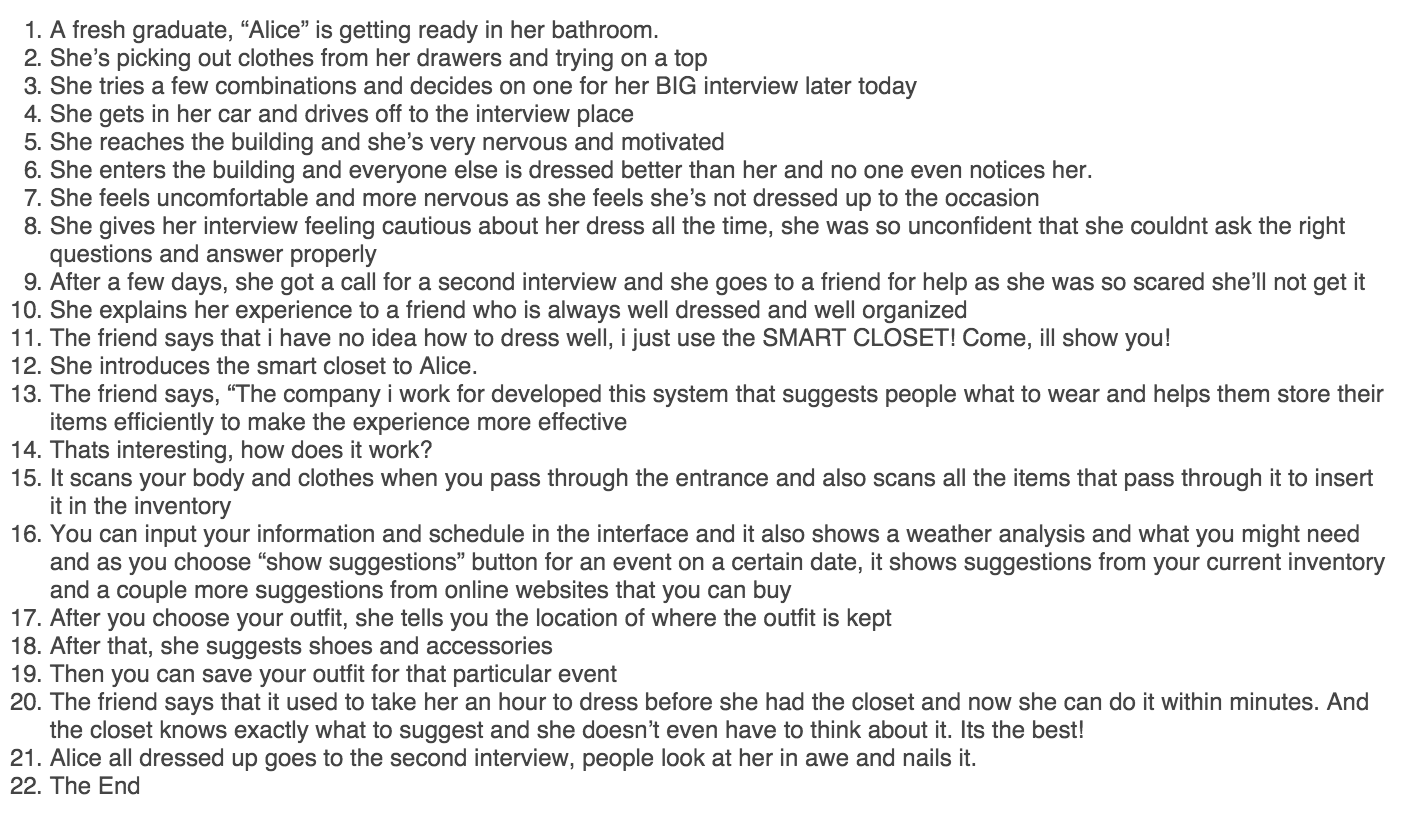 1. A fresh graduate, “Alice” is getting ready in her bathroom.
2. She’s picking out clothes from her drawers and trying on a top
3. She tries a few combinations and decides on one for her BIG interview later today
4. She gets in her car and drives off to the interview place
5. She reaches the building and she’s very nervous and motivated
6. She enters the building and everyone else is dressed better than her and no one even notices her.
7. She feels uncomfortable and more nervous as she feels she’s not dressed up to the occasion
8. She gives her interview feeling cautious about her dress all the time, she was so unconfident that she couldnt ask the right
questions and answer properly
9. After a few days, she got a call for a second interview and she goes to a friend for help as she was so scared she’ll not get it
10. She explains her experience to a friend who is always well dressed and well organized
11. The friend says that i have no idea how to dress well, i just use the SMART CLOSET! Come, ill show you!
12. She introduces the smart closet to Alice.
13. The friend says, “The company i work for developed this system that suggests people what to wear and helps them store their
items efficiently to make the experience more effective
14. Thats interesting, how does it work?
15. It scans your body and clothes when you pass through the entrance and also scans all the items that pass through it to insert
it in the inventory
16. You can input your information and schedule in the interface and it also shows a weather analysis and what you might need
and as you choose “show suggestions” button for an event on a certain date, it shows suggestions from your current inventory
and a couple more suggestions from online websites that you can buy
17. After you choose your outfit, she tells you the location of where the outfit is kept
18. After that, she suggests shoes and accessories
19. Then you can save your outfit for that particular event
20. The friend says that it used to take her an hour to dress before she had the closet and now she can do it within minutes. And
the closet knows exactly what to suggest and she doesn’t even have to think about it. Its the best!
21. Alice all dressed up goes to the second interview, people look at her in awe and nails it.
22. The End